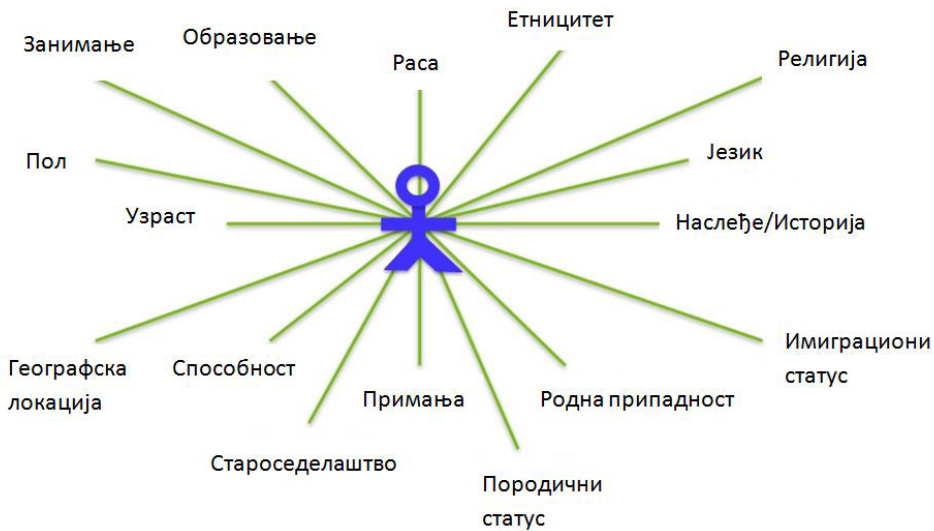 Етницитет
Занимање
Образовање
Раса
Религија
Пол
Језик
Узраст
Наслеђе/Историја
Имиграциони
статус
Географска
локација
Способност
Примања
Родна припадност
Староседелаштво
Породични
статус